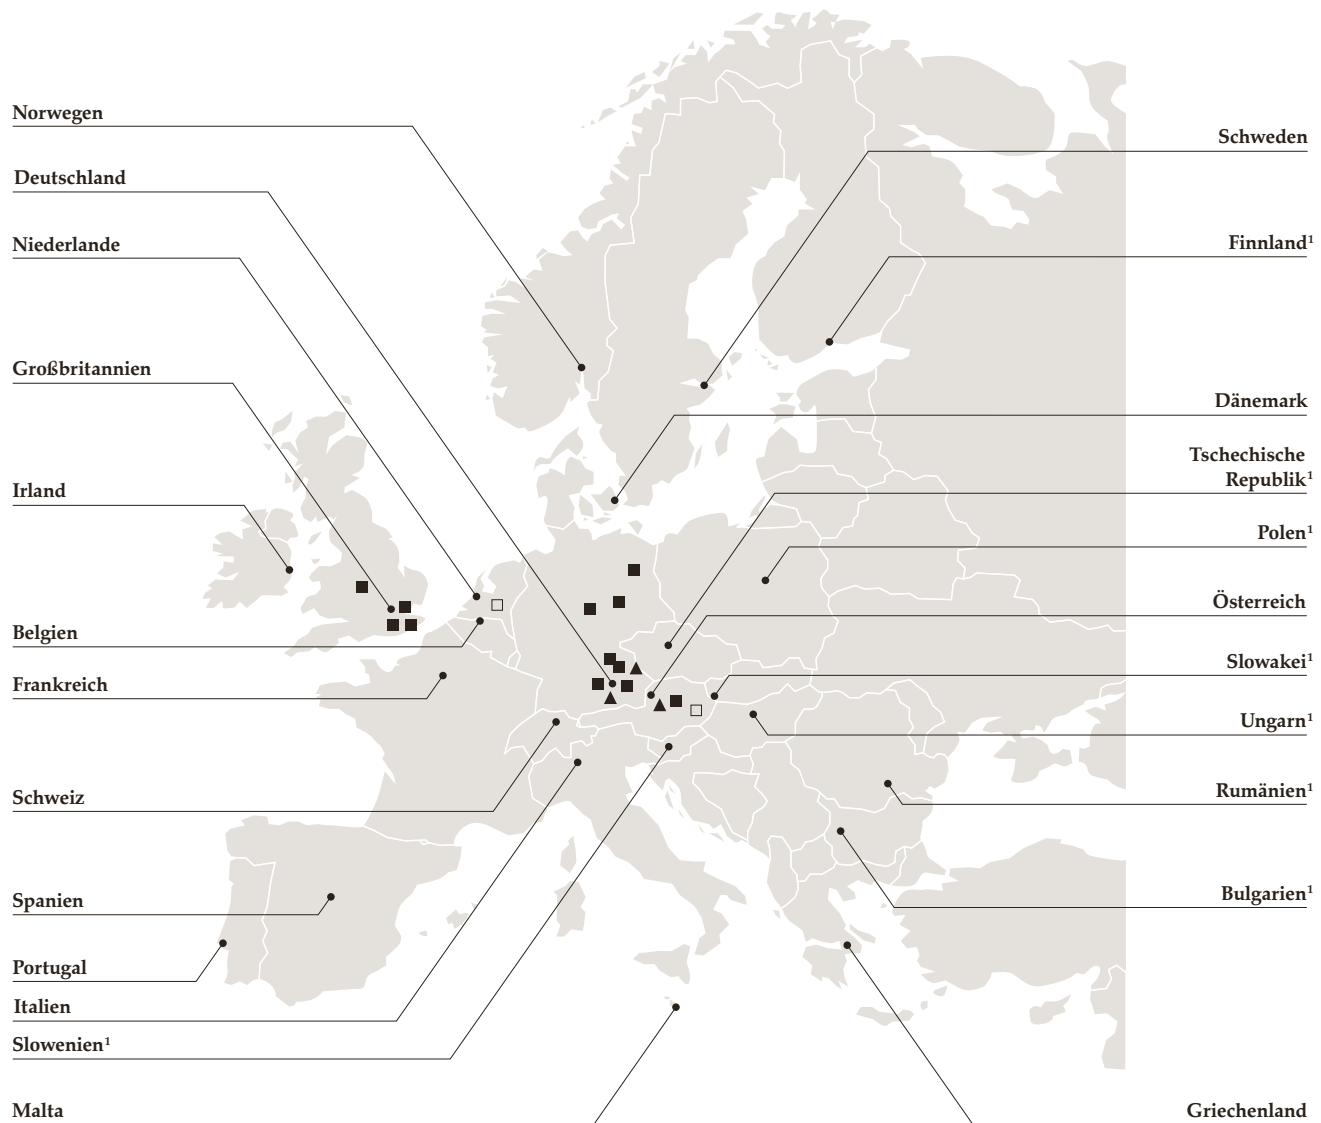 Norwegen
Deutschland
Niederlande
Großbritannien
Irland
Belgien
Frankreich
Schweiz
Spanien
Portugal
Italien
Slowenien¹
Malta
Schweden
Finnland¹
Dänemark
Tschechische
Republik¹
Polen¹
Österreich
Slowakei¹
Ungarn¹
Rumänien¹
Bulgarien¹
Griechenland